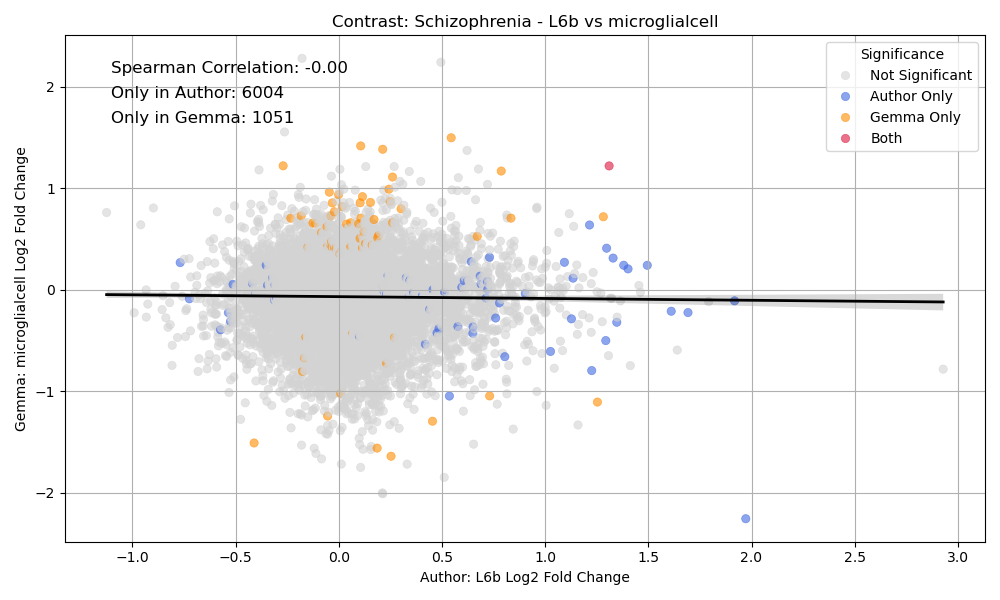 Contrast: Schizophrenia - L6b vs microglialcell
Spearman Correlation: -0.00
Only in Author: 6004
Only in Gemma: 1051
Significance
Not Significant
Author Only
Gemma Only
Both
Gemma: microglialcell Log2 Fold Change
2
1
0
−1
−2
−1.0 −0.5 0.0 0.5 1.0 1.5 2.0 2.5 3.0
Author: L6b Log2 Fold Change